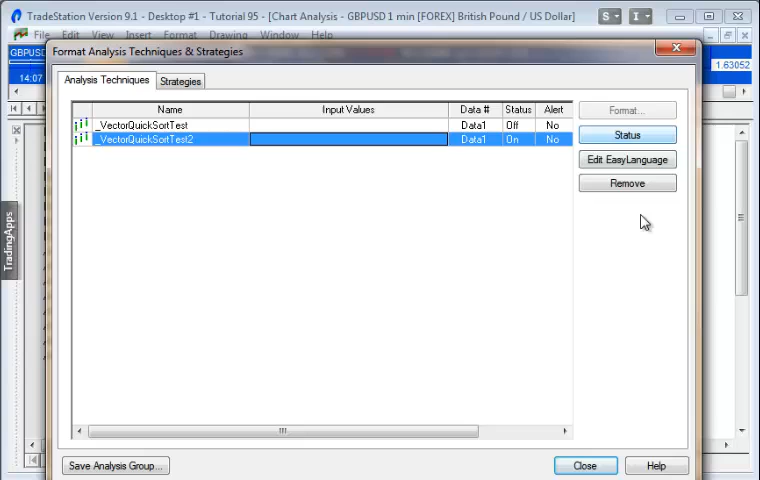 TradeStation Version 9.1 - Desktop #1 - Tutorial 95 - [Chart Analysis - GBPUSD 1 min [FOREX] British Pound / US Dollar]
S I
File Edit View Insert Format Drawing Window Help
GBPUSD
Format Analysis Techniques & Strategies
1.63052
14:07
Analysis Techniques Strategies
Name Input Values Data # Status Alert
_VectorQuickSortTest Data1 Off No
_VectorQuickSortTest2 Data1 On No
Format...
Status
Edit EasyLanguage
Remove
TradingApps
Save Analysis Group...
Close
Help